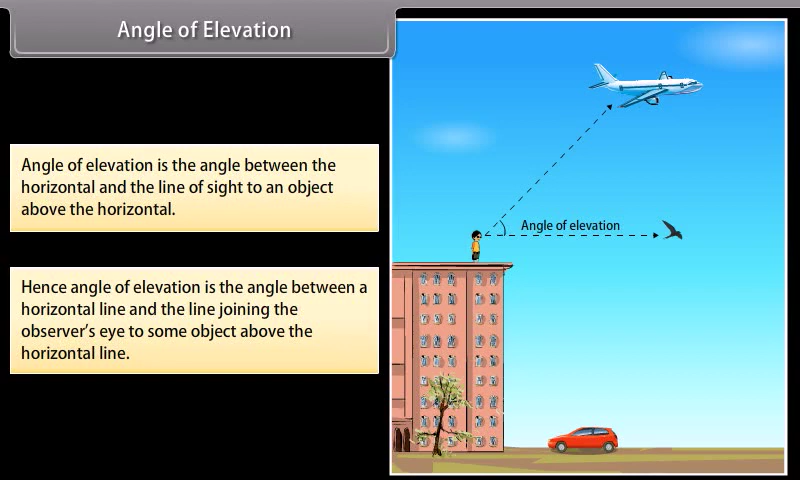 Angle of Elevation
Angle of elevation is the angle between the
horizontal and the line of sight to an object
above the horizontal.
Hence angle of elevation is the angle between a
horizontal line and the line joining the
observer's eye to some object above the
horizontal line.
Angle of elevation